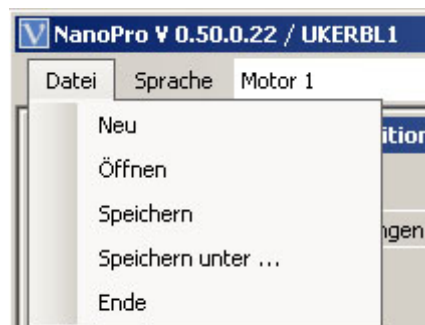 NanoPro V 0.50.0.22 / UKERBL1
Datei Sprache Motor 1
Neu
Öffnen
Speichern
Speichern unter ...
Ende